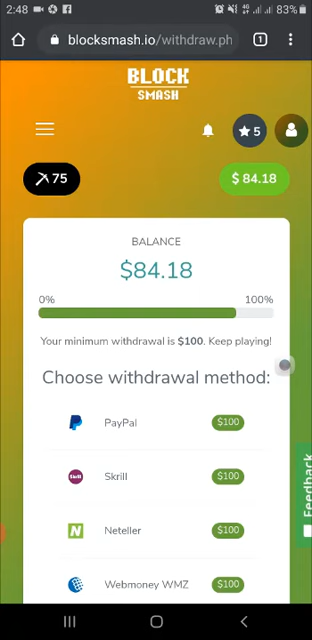 2:48
4G
83%
blocksmash.io/withdraw.ph
1
BLOCK
SMASH
5
75
$ 84.18
BALANCE
$84.18
0%
100%
Your minimum withdrawal is $100. Keep playing!
Choose withdrawal method:
PayPal
$100
Skrill
Skrill
$100
Feedback
N
Neteller
$100
Webmoney WMZ
$100